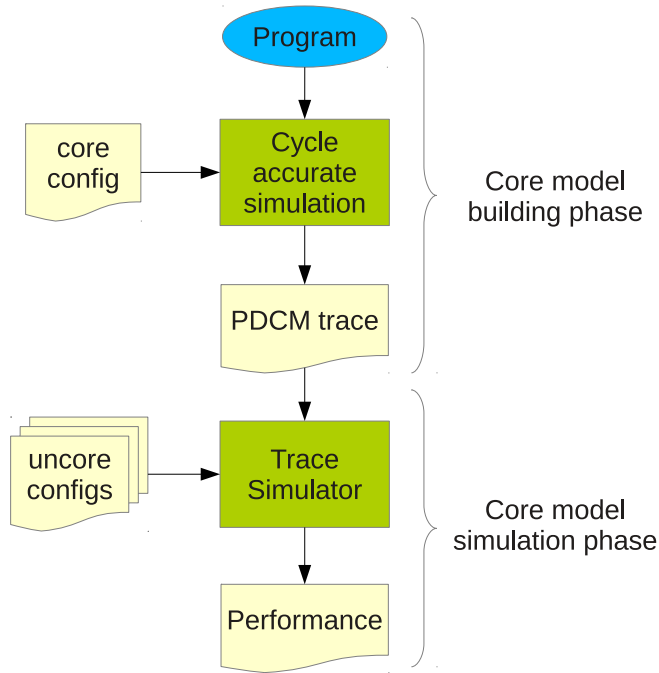 Program
core
config
Cycle
accurate
simulation
Core model
building phase
PDCM trace
uncore
configs
Trace
Simulator
Core model
simulation phase
Performance